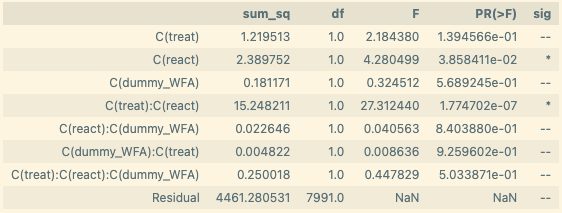 sum_sq df F PR(>F) sig
C(treat) 1.219513 1.0 2.184380 1.394566e-01 --
C(react) 2.389752 1.0 4.280499 3.858411e-02 *
C(dummy_WFA) 0.181171 1.0 0.324512 5.689245e-01 --
C(treat):C(react) 15.248211 1.0 27.312440 1.774702e-07 *
C(react):C(dummy_WFA) 0.022646 1.0 0.040563 8.403880e-01 --
C(dummy_WFA):C(treat) 0.004822 1.0 0.008636 9.259602e-01 --
C(treat):C(react):C(dummy_WFA) 0.250018 1.0 0.447829 5.033871e-01 --
Residual 4461.280531 7991.0 NaN NaN --